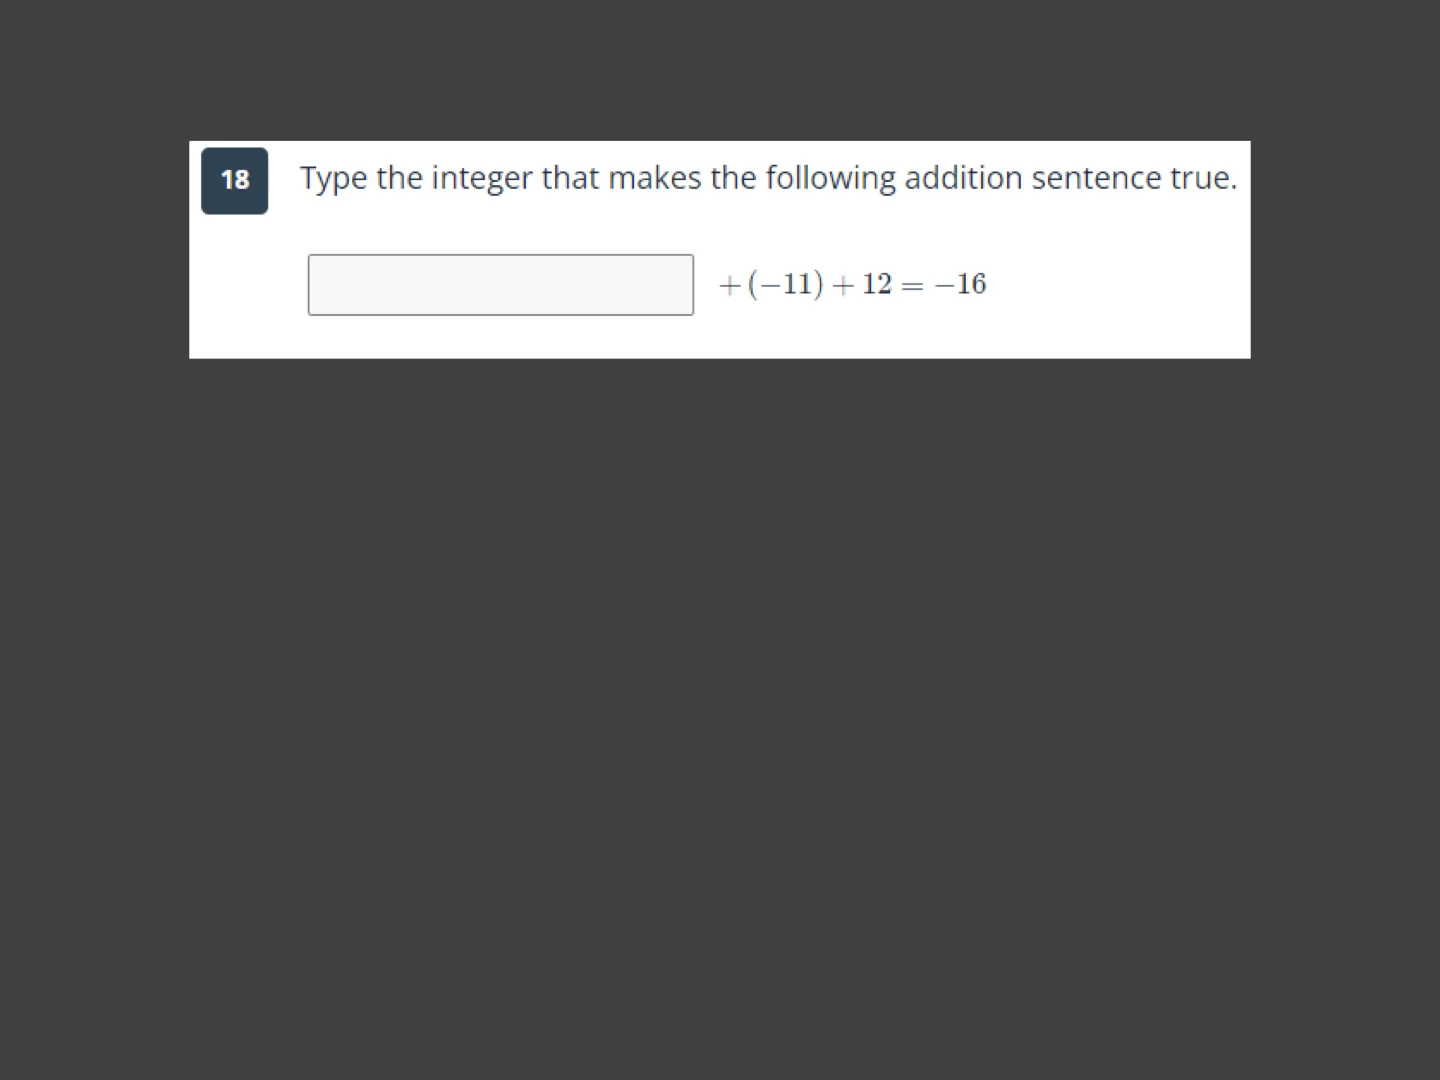 18 Type the integer that makes the following addition sentence true.
+ (−11) + 12 = −16